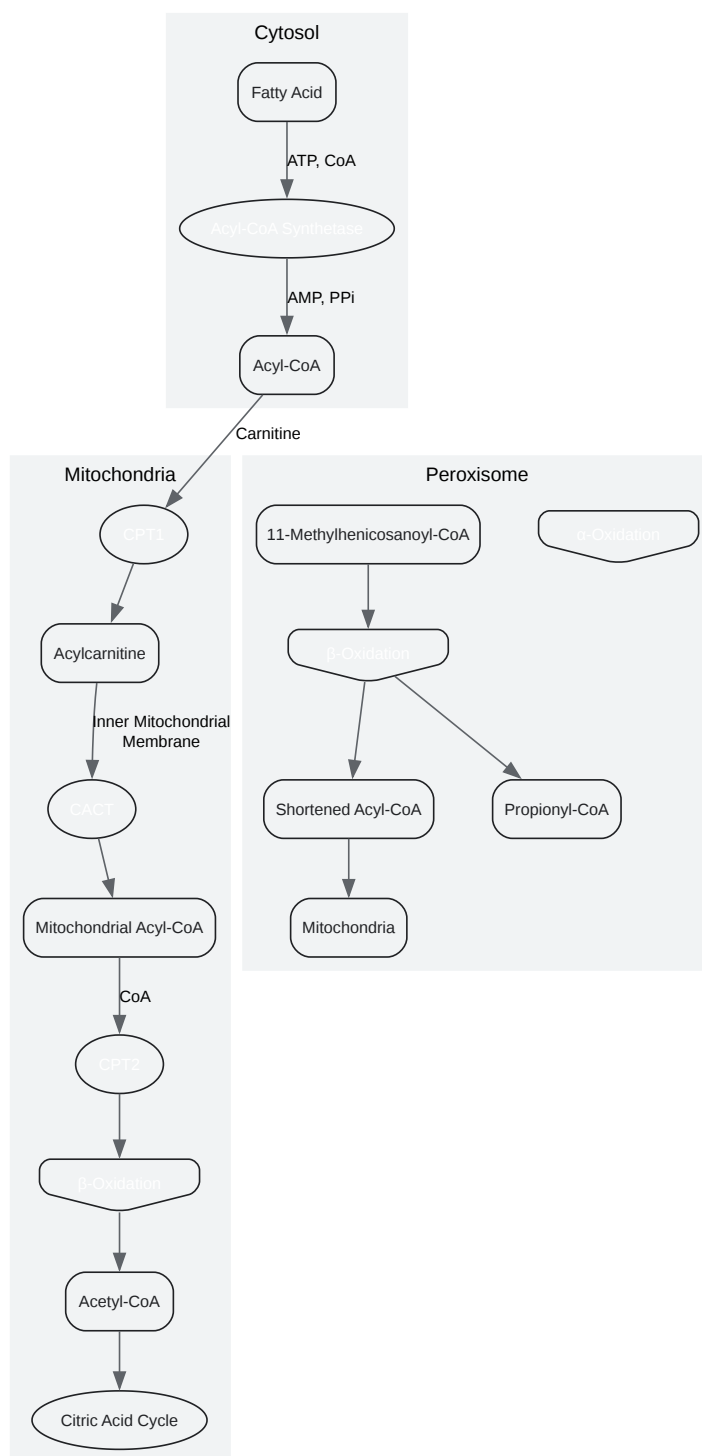 Cytosol
Fatty Acid
ATP, CoA
Acyl-CoA Synthetase
AMP, PPi
Acyl-CoA
Carnitine
Mitochondria
CPT1
Acylcarnitine
Inner Mitochondrial
Membrane
CACT
Mitochondrial Acyl-CoA
CoA
CPT2
β-Oxidation
Acetyl-CoA
Citric Acid Cycle
Peroxisome
11-Methylhenicosanoyl-CoA
α-Oxidation
β-Oxidation
Shortened Acyl-CoA
Propionyl-CoA
Mitochondria